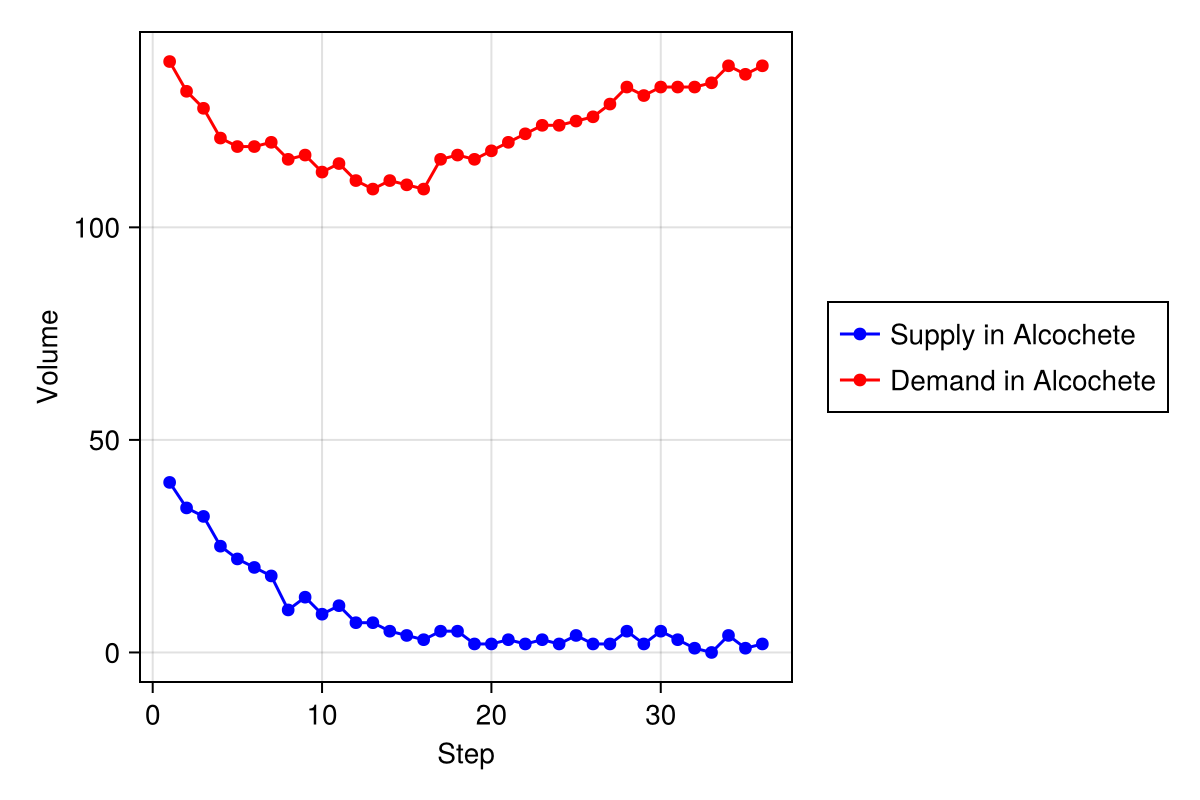 100
50
0
Volume
0 10 20 30
Step
Supply in Alcochete
Demand in Alcochete